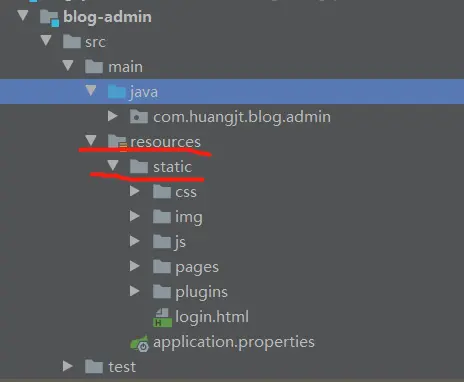 blog-admin
src
main
java
com.huangjt.blog.admin
resources
static
css
img
js
pages
plugins
login.html
application.properties
test